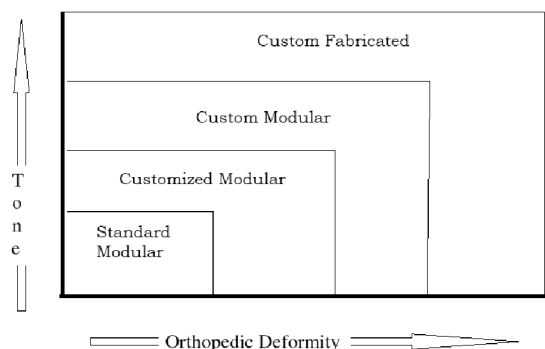 Custom Fabricated
Custom Modular
Customized Modular
Standard
Modular
T
o
n
e
Orthopedic Deformity